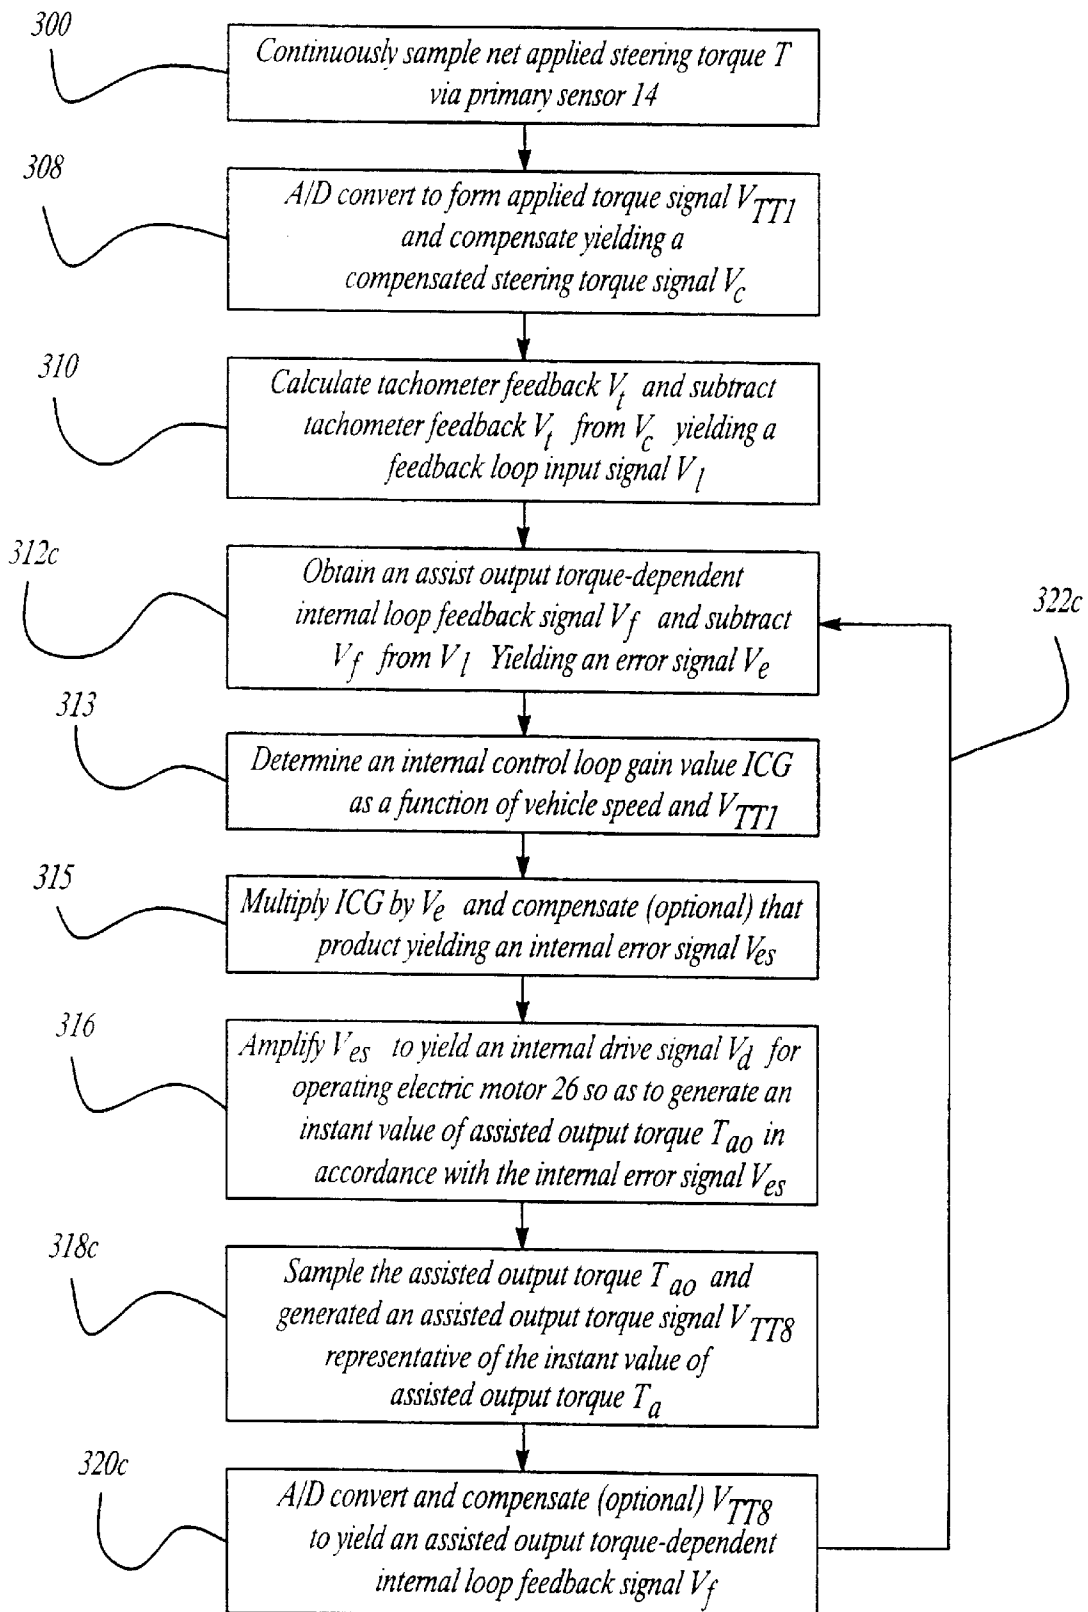 300
Continuously sample net applied steering torque T
via primary sensor 14
308
A/D convert to form applied torque signal V_TT1
and compensate yielding a
compensated steering torque signal V_c
310
Calculate tachometer feedback V_t and subtract
tachometer feedback V_t from V_c yielding a
feedback loop input signal V_l
312c
Obtain an assist output torque-dependent
internal loop feedback signal V_f and subtract
V_f from V_l Yielding an error signal V_e
322c
313
Determine an internal control loop gain value ICG
as a function of vehicle speed and V_TT1
315
Multiply ICG by V_e and compensate (optional) that
product yielding an internal error signal V_es
316
Amplify V_es to yield an internal drive signal V_d for
operating electric motor 26 so as to generate an
instant value of assisted output torque T_ao in
accordance with the internal error signal V_es
318c
Sample the assisted output torque T_ao and
generated an assisted output torque signal V_TT8
representative of the instant value of
assisted output torque T_a
320c
A/D convert and compensate (optional) V_TT8
to yield an assisted output torque-dependent
internal loop feedback signal V_f